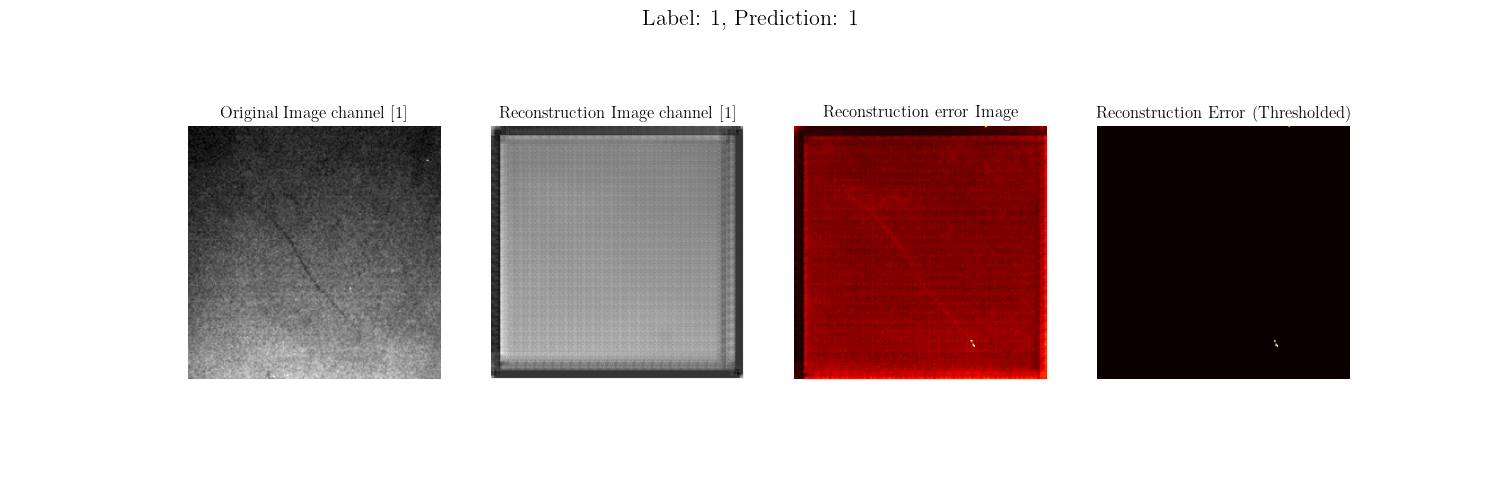 Label: 1, Prediction: 1
Original Image channel [1]
Reconstruction Image channel [1]
Reconstruction error Image
Reconstruction Error (Thresholded)